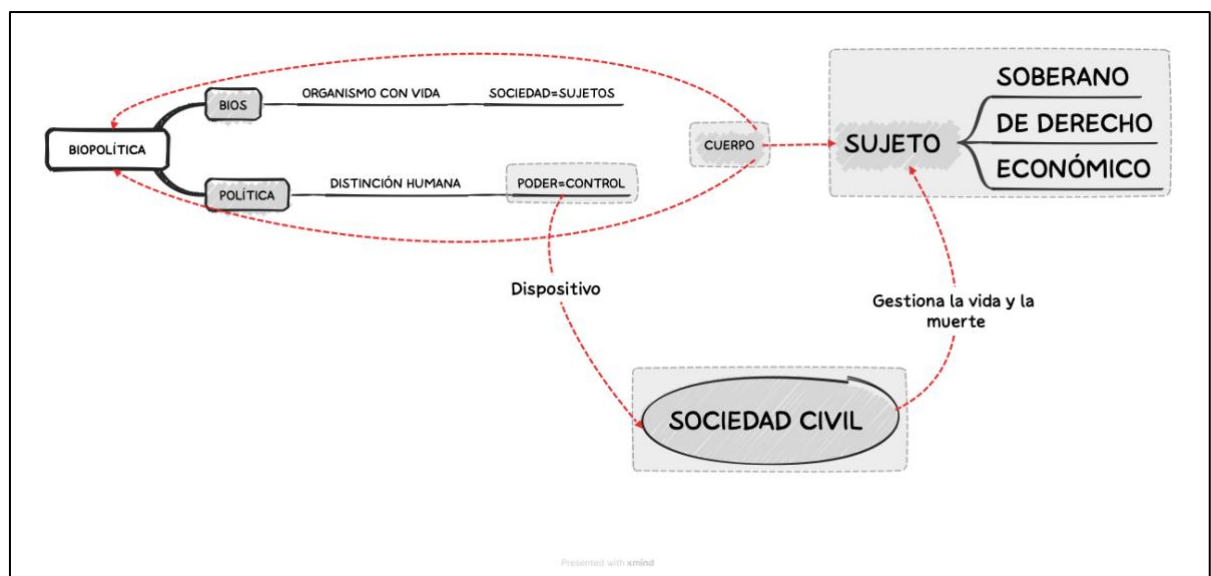 BIOPOLÍTICA
BIOS
ORGANISMO CON VIDA
SOCIEDAD=SUJETOS
POLÍTICA
DISTINCIÓN HUMANA
PODER=CONTROL
CUERPO
SUJETO
SOBERANO
DE DERECHO
ECONÓMICO
Dispositivo
Gestiona la vida y la
muerte
SOCIEDAD CIVIL
Presented with xmind